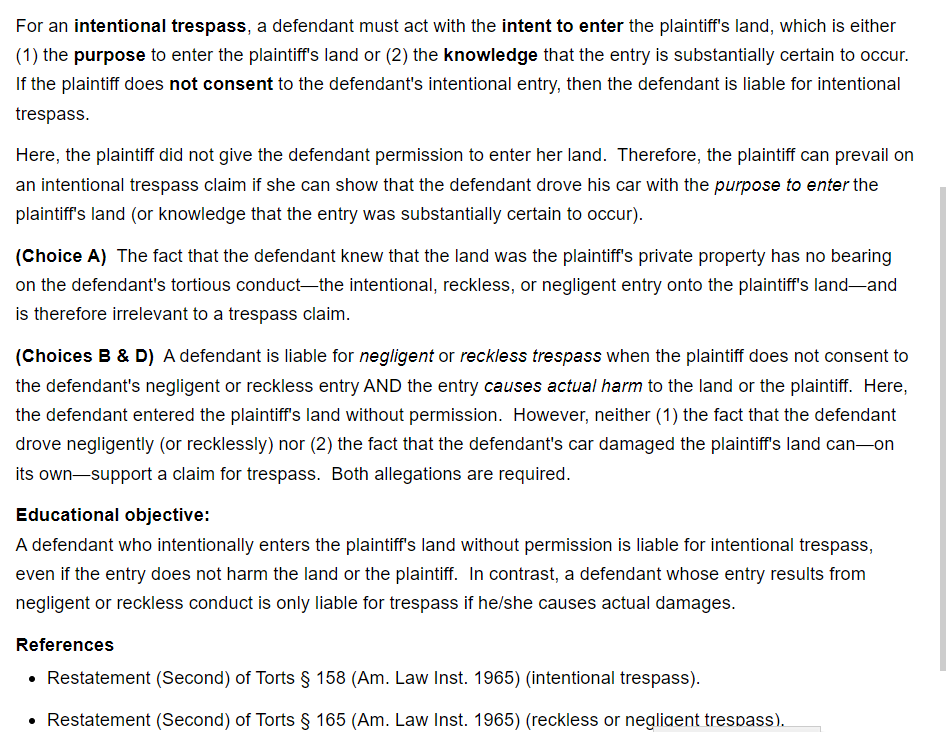 For an intentional trespass, a defendant must act with the intent to enter the plaintiff's land, which is either
(1) the purpose to enter the plaintiff's land or (2) the knowledge that the entry is substantially certain to occur.
If the plaintiff does not consent to the defendant's intentional entry, then the defendant is liable for intentional
trespass.
Here, the plaintiff did not give the defendant permission to enter her land.  Therefore, the plaintiff can prevail on
an intentional trespass claim if she can show that the defendant drove his car with the purpose to enter the
plaintiff's land (or knowledge that the entry was substantially certain to occur).
(Choice A)  The fact that the defendant knew that the land was the plaintiff's private property has no bearing
on the defendant's tortious conduct—the intentional, reckless, or negligent entry onto the plaintiff's land—and
is therefore irrelevant to a trespass claim.
(Choices B & D)  A defendant is liable for negligent or reckless trespass when the plaintiff does not consent to
the defendant's negligent or reckless entry AND the entry causes actual harm to the land or the plaintiff.  Here,
the defendant entered the plaintiff's land without permission.  However, neither (1) the fact that the defendant
drove negligently (or recklessly) nor (2) the fact that the defendant's car damaged the plaintiff's land can—on
its own—support a claim for trespass.  Both allegations are required.
Educational objective:
A defendant who intentionally enters the plaintiff's land without permission is liable for intentional trespass,
even if the entry does not harm the land or the plaintiff.  In contrast, a defendant whose entry results from
negligent or reckless conduct is only liable for trespass if he/she causes actual damages.
References
• Restatement (Second) of Torts § 158 (Am. Law Inst. 1965) (intentional trespass).
• Restatement (Second) of Torts § 165 (Am. Law Inst. 1965) (reckless or negligent trespass).